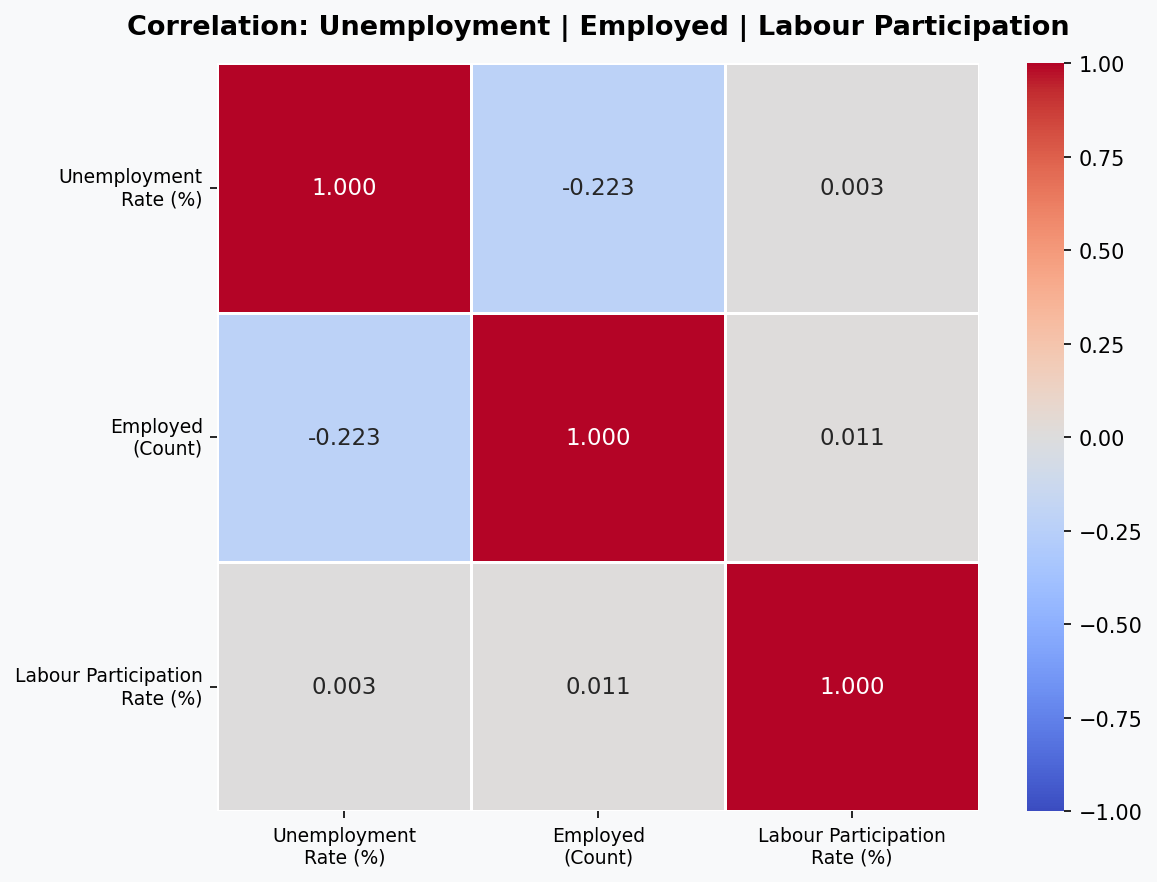 Correlation: Unemployment | Employed | Labour Participation
Unemployment
Rate (%)
1.000
-0.223
0.003
Employed
(Count)
-0.223
1.000
0.011
Labour Participation
Rate (%)
0.003
0.011
1.000
Unemployment
Rate (%)
Employed
(Count)
Labour Participation
Rate (%)
1.00
0.75
0.50
0.25
0.00
−0.25
−0.50
−0.75
−1.00